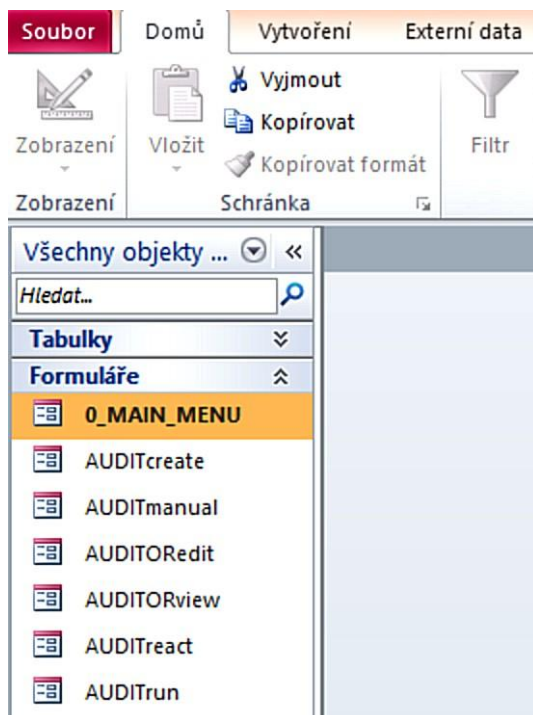 Soubor Domů Vytvoření Externí data
Zobrazení
Vložit
Vyjmout
Kopírovat
Kopírovat formát
Filtr
Zobrazení Schránka
Všechny objekty ...
Hledat...
Tabulky
Formuláře
0_MAIN_MENU
AUDITcreate
AUDITmanual
AUDITORedit
AUDITORview
AUDITreact
AUDITrun